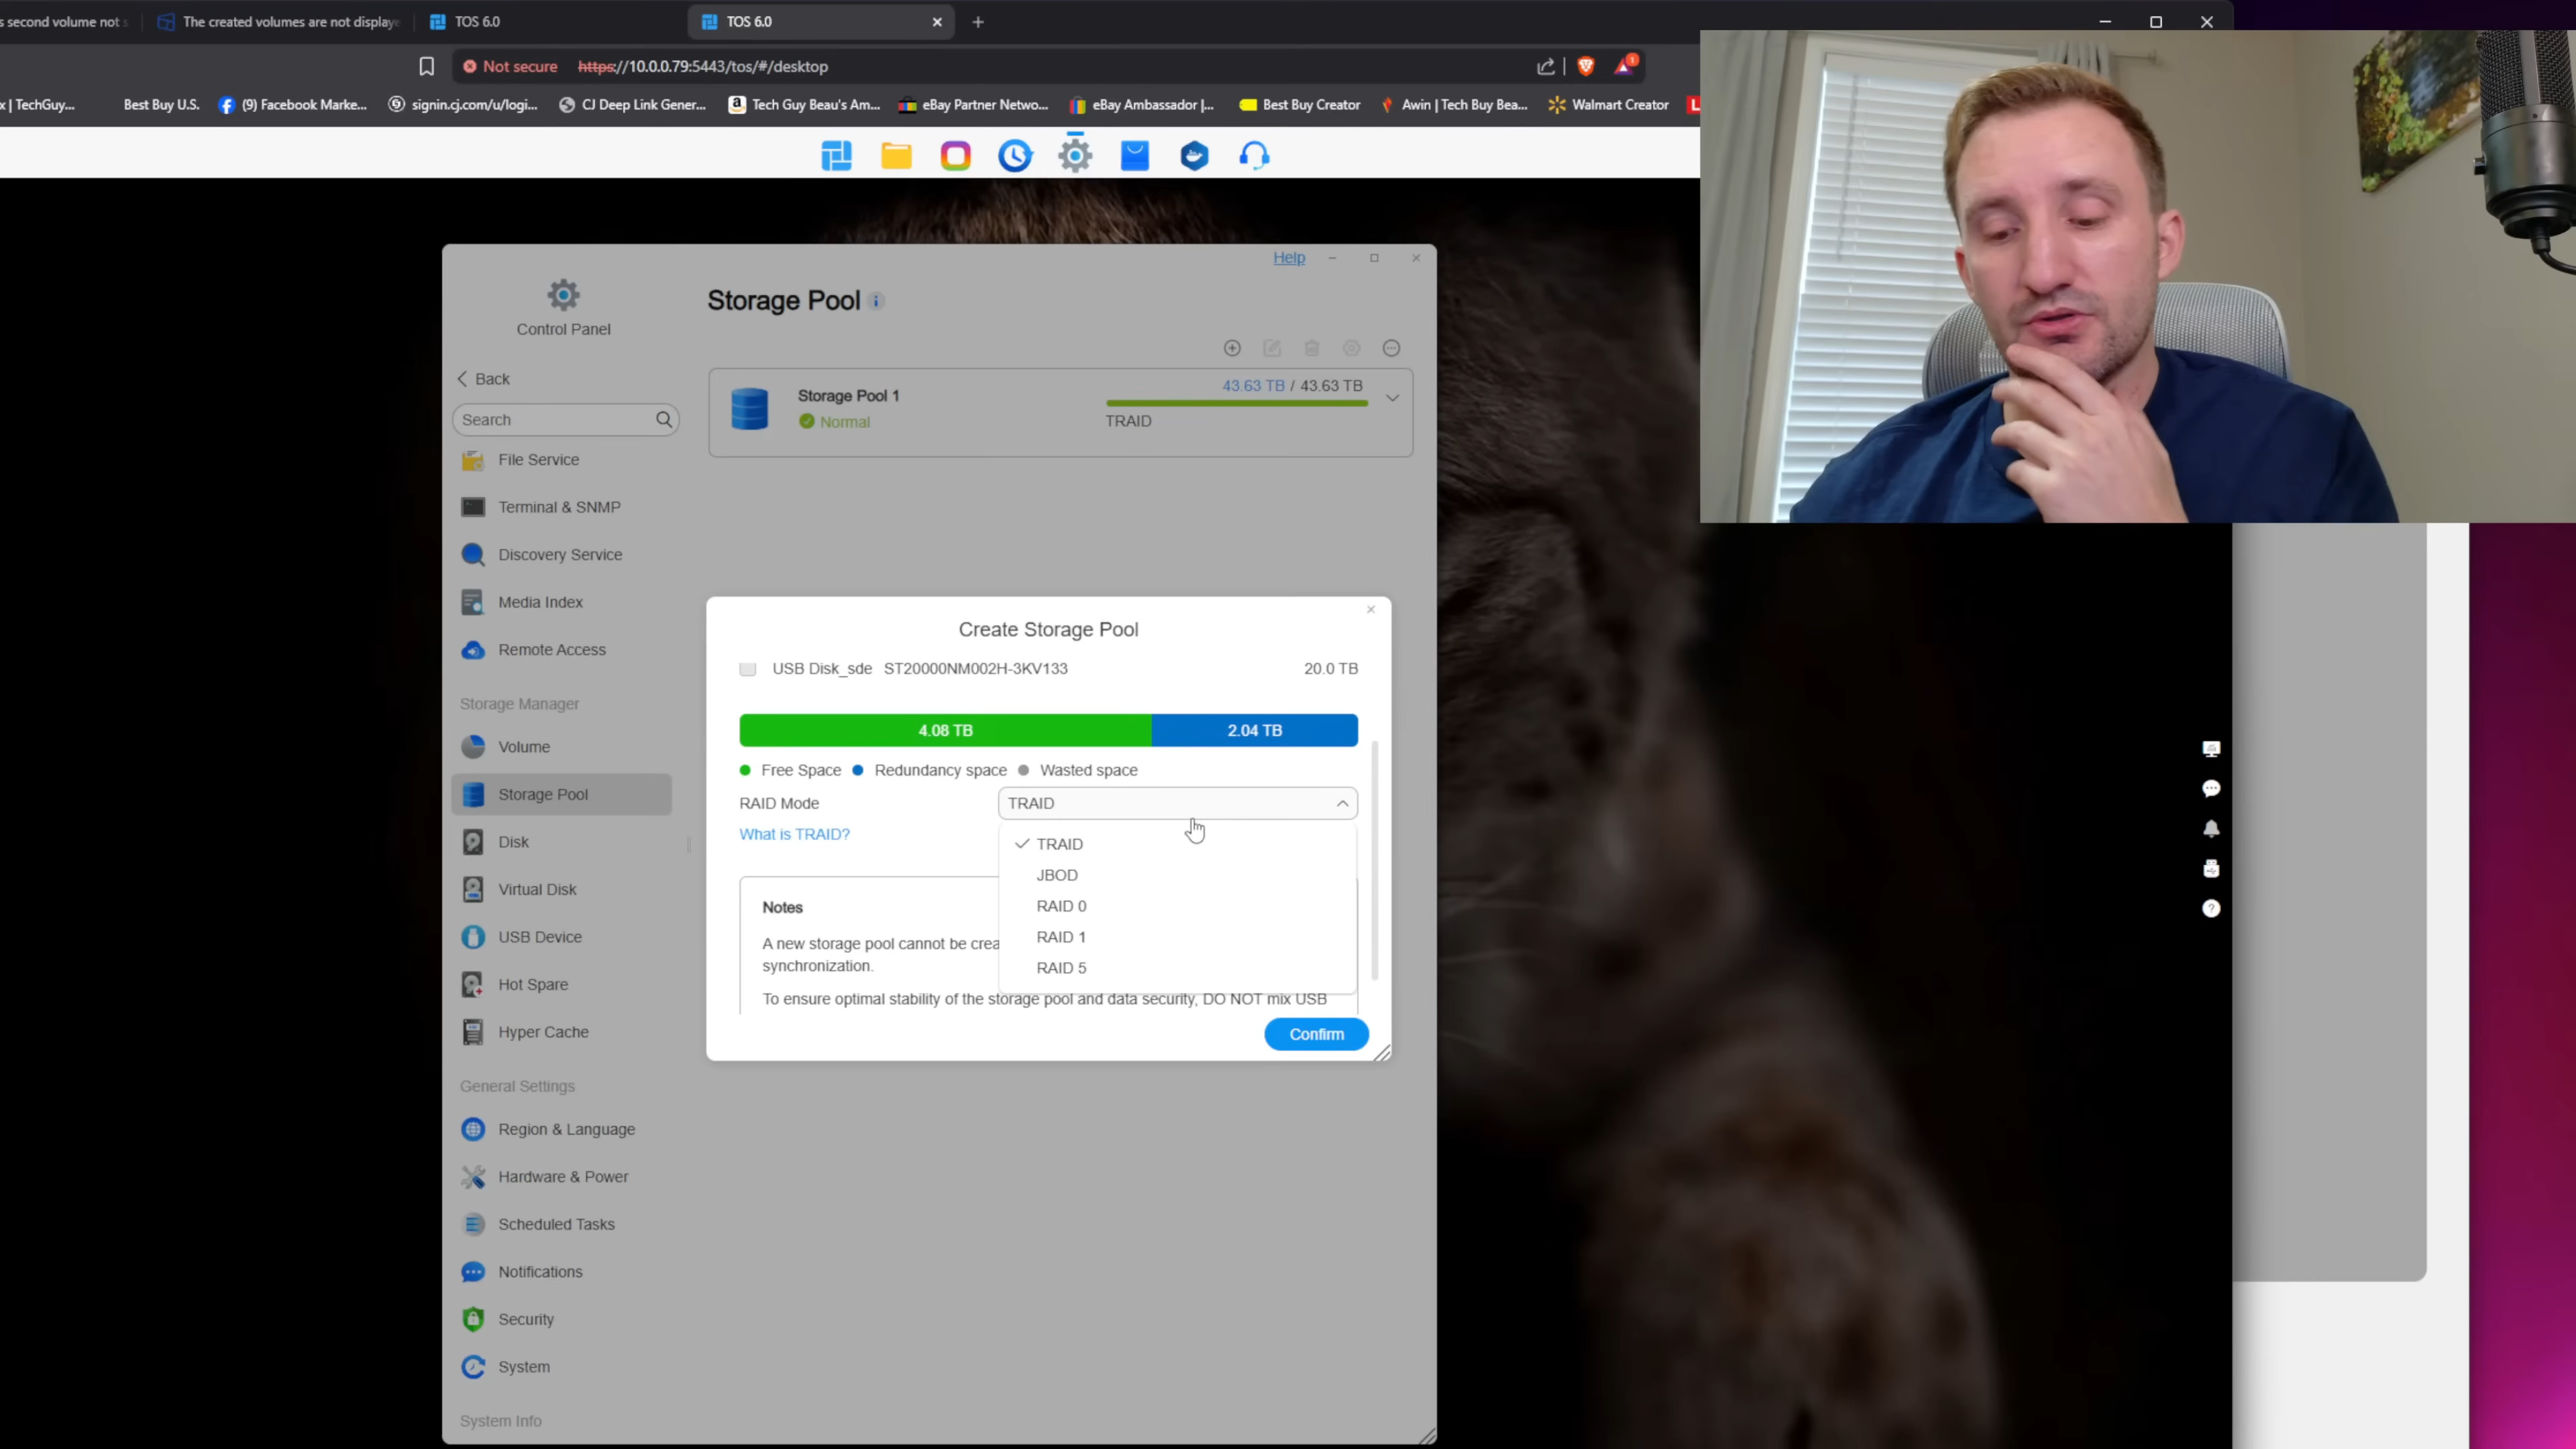 s second volume not s
The created volumes are not displaye
TOS 6.0
TOS 6.0
Not secure https://10.0.0.79:5443/tos/#/desktop
x | TechGuy...
Best Buy U.S.
(9) Facebook Marke...
signin.cj.com/u/logi...
CJ Deep Link Gener...
Tech Guy Beau's Am...
eBay Partner Netwo...
eBay Ambassador |...
Best Buy Creator
Awin | Tech Buy Bea...
Walmart Creator
L
Help
Control Panel
Back
Search
File Service
Terminal & SNMP
Discovery Service
Media Index
Remote Access
Storage Manager
Volume
Storage Pool
Disk
Virtual Disk
USB Device
Hot Spare
Hyper Cache
General Settings
Region & Language
Hardware & Power
Scheduled Tasks
Notifications
Security
System
System Info
Storage Pool
Storage Pool 1
Normal
43.63 TB / 43.63 TB
TRAID
Create Storage Pool
USB Disk_sde ST20000NM002H-3KV133 20.0 TB
4.08 TB 2.04 TB
Free Space Redundancy space Wasted space
RAID Mode TRAID
What is TRAID?
TRAID
JBOD
RAID 0
RAID 1
RAID 5
Notes
A new storage pool cannot be crea
synchronization.
To ensure optimal stability of the storage pool and data security, DO NOT mix USB
Confirm